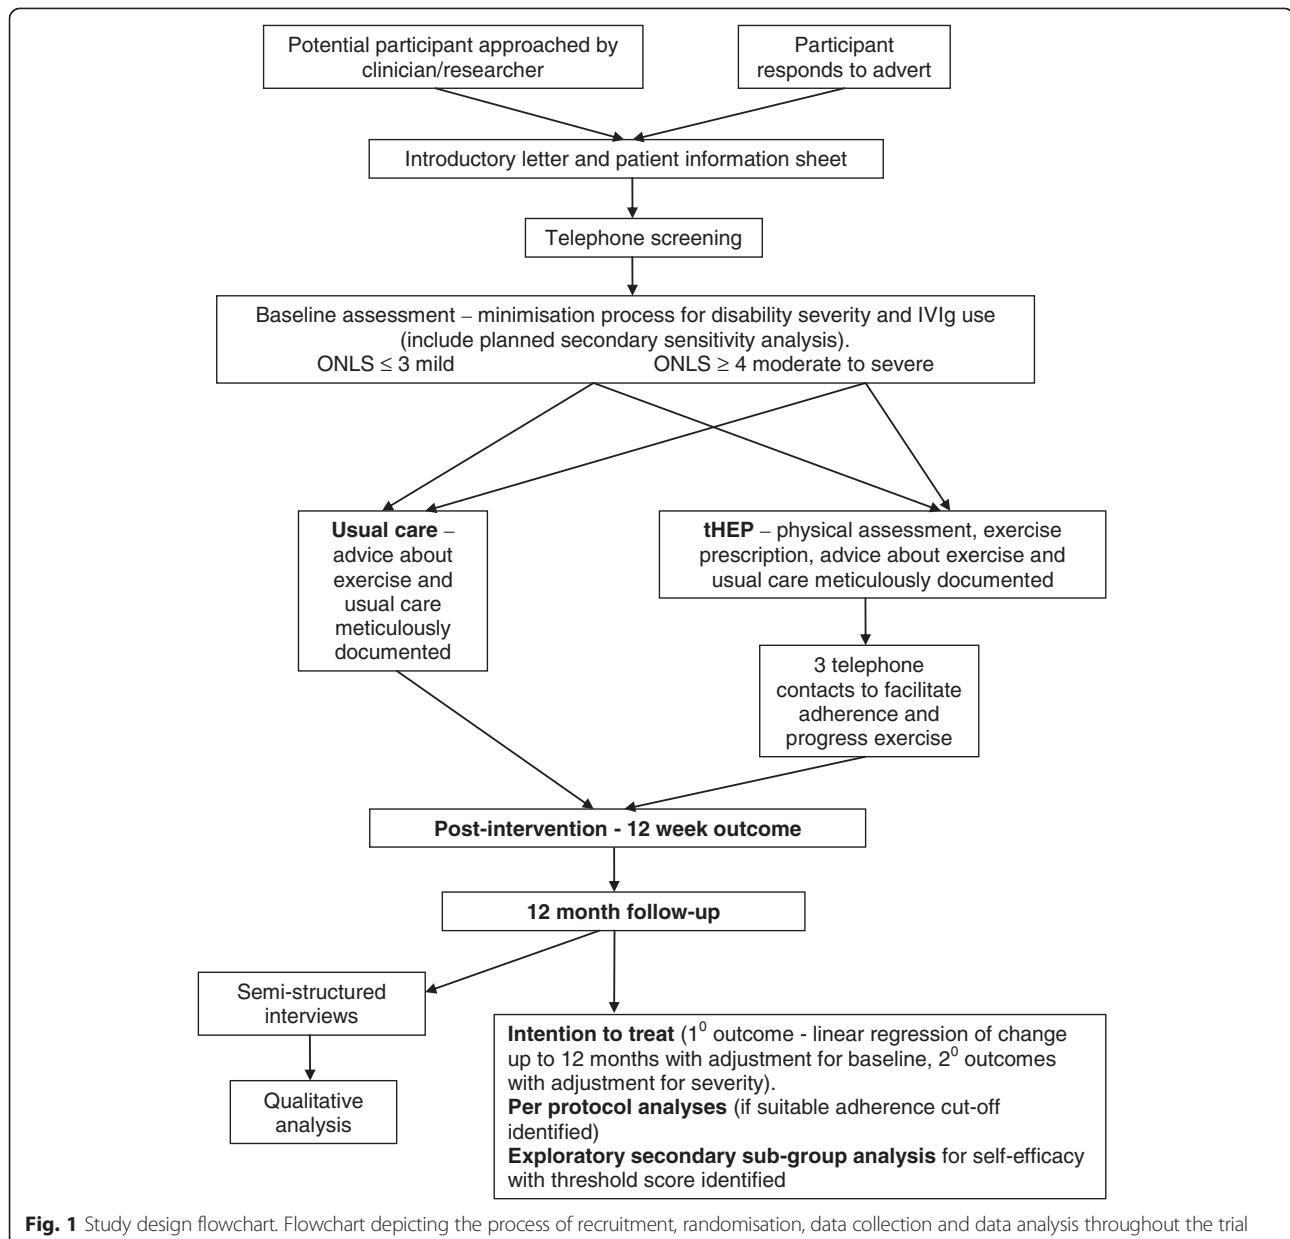 Potential participant approached by
clinician/researcher
Participant
responds to advert
Introductory letter and patient information sheet
Telephone screening
Baseline assessment – minimisation process for disability severity and IVIg use
(include planned secondary sensitivity analysis).
ONLS ≤ 3 mild
ONLS ≥ 4 moderate to severe
Usual care –
advice about
exercise and
usual care
meticulously
documented
tHEP – physical assessment, exercise
prescription, advice about exercise and
usual care meticulously documented
3 telephone
contacts to facilitate
adherence and
progress exercise
Post-intervention - 12 week outcome
12 month follow-up
Semi-structured
interviews
Qualitative
analysis
Intention to treat (1⁰ outcome - linear regression of change
up to 12 months with adjustment for baseline, 2⁰ outcomes
with adjustment for severity).
Per protocol analyses (if suitable adherence cut-off
identified)
Exploratory secondary sub-group analysis for self-efficacy
with threshold score identified
Fig. 1 Study design flowchart. Flowchart depicting the process of recruitment, randomisation, data collection and data analysis throughout the trial